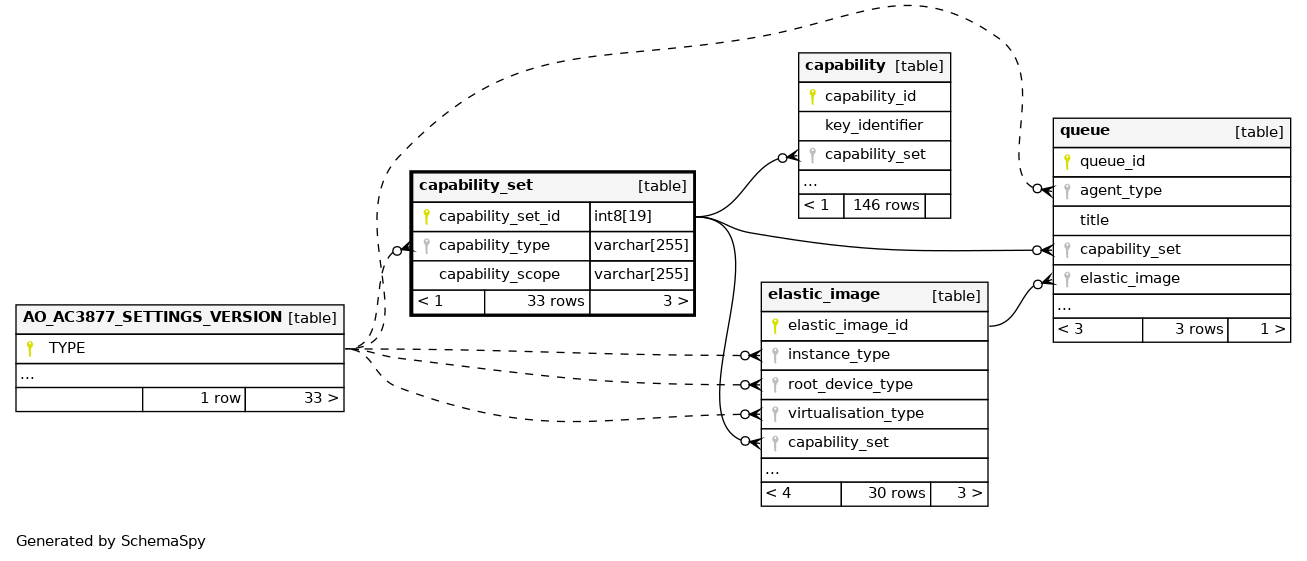 capability [table]
capability_id
key_identifier
capability_set
...
< 1 146 rows
queue [table]
queue_id
agent_type
title
capability_set
elastic_image
...
< 3 3 rows 1 >
capability_set [table]
capability_set_id int8[19]
capability_type varchar[255]
capability_scope varchar[255]
< 1 33 rows 3 >
elastic_image [table]
elastic_image_id
instance_type
root_device_type
virtualisation_type
capability_set
...
< 4 30 rows 3 >
AO_AC3877_SETTINGS_VERSION [table]
TYPE
...
1 row 33 >
Generated by SchemaSpy